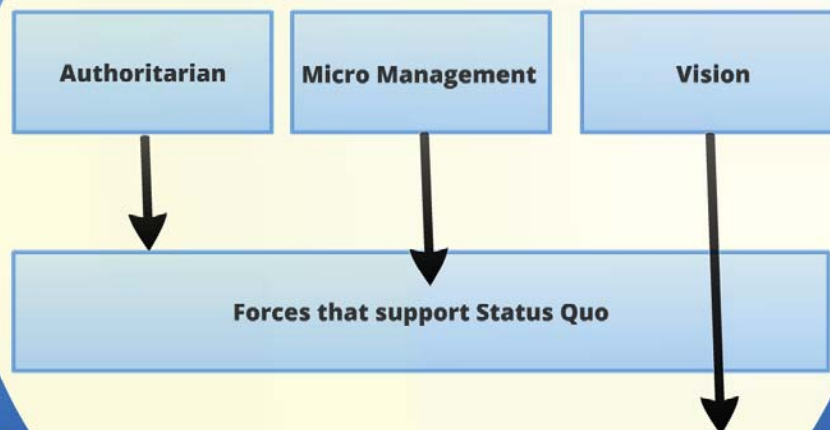 Authoritarian
Micro Management
Vision
Forces that support Status Quo